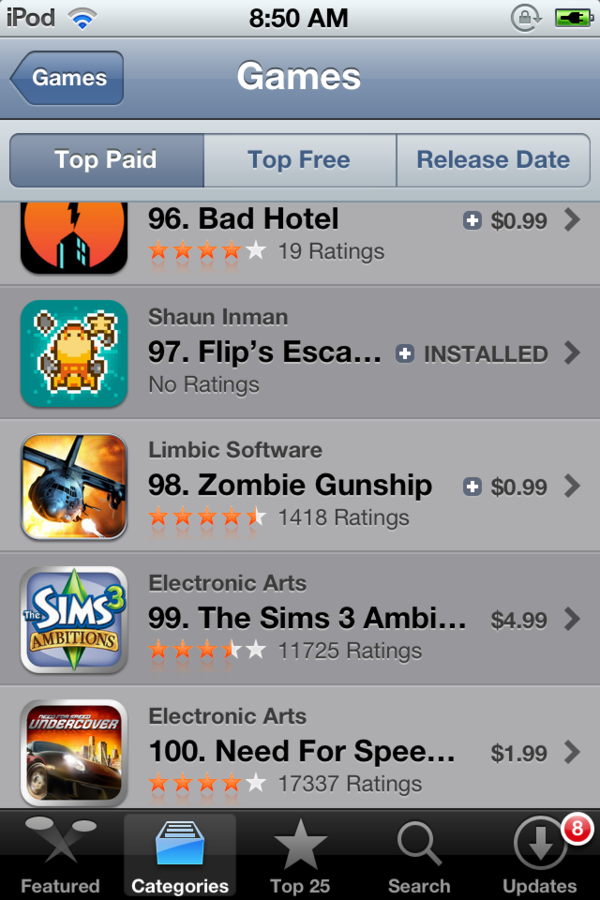 iPod 8:50 AM
Games Games
Top Paid Top Free Release Date
96. Bad Hotel $0.99
19 Ratings
Shaun Inman
97. Flip's Esca... INSTALLED
No Ratings
Limbic Software
98. Zombie Gunship $0.99
1418 Ratings
The SIMS 3
AMBITIONS
Electronic Arts
99. The Sims 3 Ambi... $4.99
11725 Ratings
NEED FOR SPEED
UNDERCOVER
Electronic Arts
100. Need For Spee... $1.99
17337 Ratings
8
Featured Categories Top 25 Search Updates